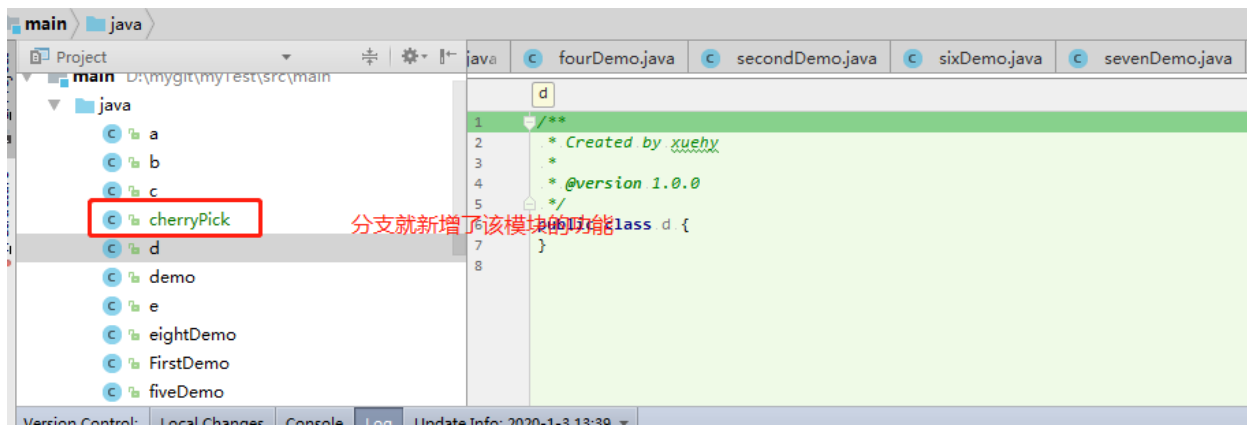 main java
Project
java fourDemo.java secondDemo.java sixDemo.java sevenDemo.java
main D:\mygit\myTest\src\main
java
a
b
c
cherryPick
d
demo
e
eightDemo
FirstDemo
fiveDemo
分支就新增了该模块的功能
d
1 /**
2 * Created by xuehy
3 *
4 * @version 1.0.0
5 */
6 public class d {
7 }
8
Version Control: Local Changes Console Log Update Info: 2020-1-3 13:39